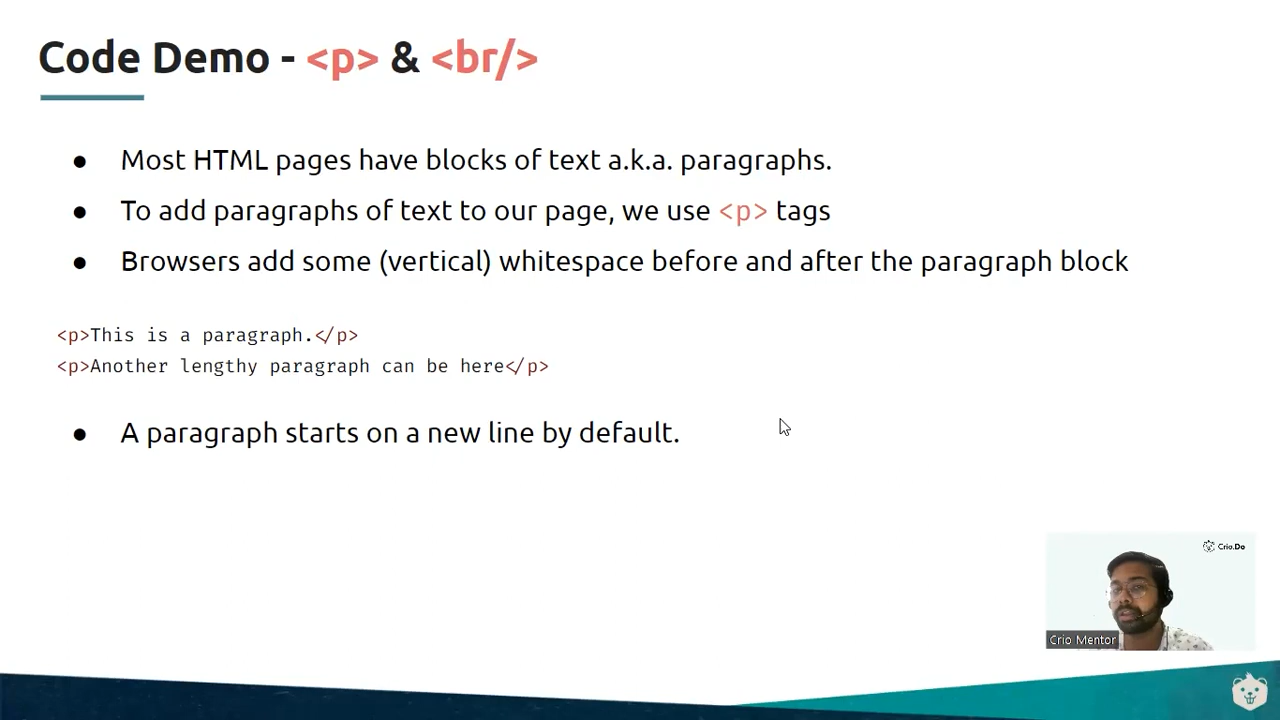 Code Demo - <p> & <br/>
● Most HTML pages have blocks of text a.k.a. paragraphs.
● To add paragraphs of text to our page, we use <p> tags
● Browsers add some (vertical) whitespace before and after the paragraph block
<p>This is a paragraph.</p>
<p>Another lengthy paragraph can be here</p>
● A paragraph starts on a new line by default.
Crio.Do
Crio Mentor